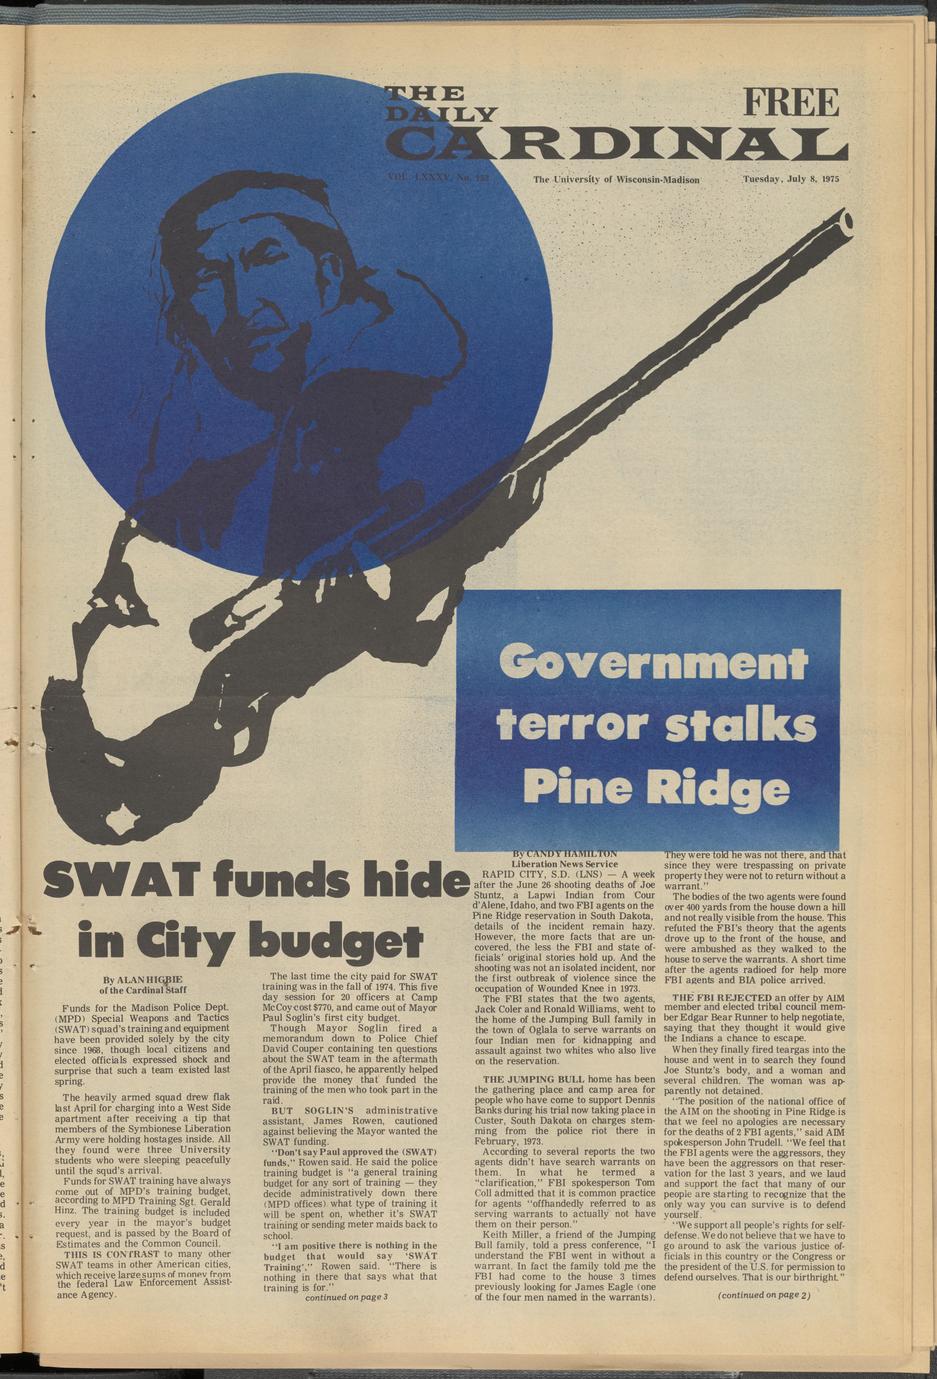 THE
DAILY
CARDINAL
FREE
VOL. LXXXV, No. 152
The University of Wisconsin-Madison
Tuesday, July 8, 1975
Government
terror stalks
Pine Ridge
SWAT funds hide
in City budget
By ALAN HIGBIE
of the Cardinal Staff
Funds for the Madison Police Dept.
(MPD) Special Weapons and Tactics
(SWAT) squad's training and equipment
have been provided solely by the city
since 1968, though local citizens and
elected officials expressed shock and
surprise that such a team existed last
spring.
The heavily armed squad drew flak
last April for charging into a West Side
apartment after receiving a tip that
members of the Symbionese Liberation
Army were holding hostages inside. All
they found were three University
students who were sleeping peacefully
until the squd's arrival.
Funds for SWAT training have always
come out of MPD's training budget,
according to MPD Training Sgt. Gerald
Hinz. The training budget is included
every year in the mayor's budget
request, and is passed by the Board of
Estimates and the Common Council.
THIS IS CONTRAST to many other
SWAT teams in other American cities,
which receive large sums of money from
the federal Law Enforcement Assist-
ance Agency.
The last time the city paid for SWAT
training was in the fall of 1974. This five
day session for 20 officers at Camp
McCoy cost $770, and came out of Mayor
Paul Soglin's first city budget.
Though Mayor Soglin fired a
memorandum down to Police Chief
David Couper containing ten questions
about the SWAT team in the aftermath
of the April fiasco, he apparently helped
provide the money that funded the
training of the men who took part in the
raid.
BUT SOGLIN'S administrative
assistant, James Rowen, cautioned
against believing the Mayor wanted the
SWAT funding.
"Don't say Paul approved the (SWAT)
funds," Rowen said. He said the police
training budget is "a general training
budget for any sort of training — they
decide administratively down there
(MPD offices) what type of training it
will be spent on, whether it's SWAT
training or sending meter maids back to
school.
"I am positive there is nothing in the
budget that would say 'SWAT
Training'," Rowen said. "There is
nothing in there that says what that
training is for."
continued on page 3
By CANDY HAMILTON
Liberation News Service
RAPID CITY, S.D. (LNS) — A week
after the June 26 shooting deaths of Joe
Stuntz, a Lapwi Indian from Cour
d'Alene, Idaho, and two FBI agents on the
Pine Ridge reservation in South Dakota,
details of the incident remain hazy.
However, the more facts that are un-
covered, the less the FBI and state of-
ficials' original stories hold up. And the
shooting was not an isolated incident, nor
the first outbreak of violence since the
occupation of Wounded Knee in 1973.
The FBI states that the two agents,
Jack Coler and Ronald Williams, went to
the home of the Jumping Bull family in
the town of Oglala to serve warrants on
four Indian men for kidnapping and
assault against two whites who also live
on the reservation.
THE JUMPING BULL home has been
the gathering place and camp area for
people who have come to support Dennis
Banks during his trial now taking place in
Custer, South Dakota on charges stem-
ming from the police riot there in
February, 1973.
According to several reports the two
agents didn't have search warrants on
them. In what he termed a
"clarification," FBI spokesperson Tom
Coll admitted that it is common practice
for agents "offhandedly referred to as
serving warrants to actually not have
them on their person."
Keith Miller, a friend of the Jumping
Bull family, told a press conference, "I
understand the FBI went in without a
warrant. In fact the family told me the
FBI had come to the house 3 times
previously looking for James Eagle (one
of the four men named in the warrants).
They were told he was not there, and that
since they were trespassing on private
property they were not to return without a
warrant."
The bodies of the two agents were found
over 400 yards from the house down a hill
and not really visible from the house. This
refuted the FBI's theory that the agents
drove up to the front of the house, and
were ambushed as they walked to the
house to serve the warrants. A short time
after the agents radioed for help more
FBI agents and BIA police arrived.
THE FBI REJECTED an offer by AIM
member and elected tribal council mem-
ber Edgar Bear Runner to help negotiate,
saying that they thought it would give
the Indians a chance to escape.
When they finally fired teargas into the
house and went in to search they found
Joe Stuntz's body, and a woman and
several children. The woman was ap-
parently not detained.
"The position of the national office of
the AIM on the shooting in Pine Ridge is
that we feel no apologies are necessary
for the deaths of 2 FBI agents," said AIM
spokesperson John Trudell. "We feel that
the FBI agents were the aggressors, they
have been the aggressors on that reser-
vation for the last 3 years, and we laud
and support the fact that many of our
people are starting to recognize that the
only way you can survive is to defend
yourself.
"We support all people's rights for self-
defense. We do not believe that we have to
go around to ask the various justice of-
ficials in this country or the Congress or
the president of the U.S. for permission to
defend ourselves. That is our birthright."
(continued on page 2)